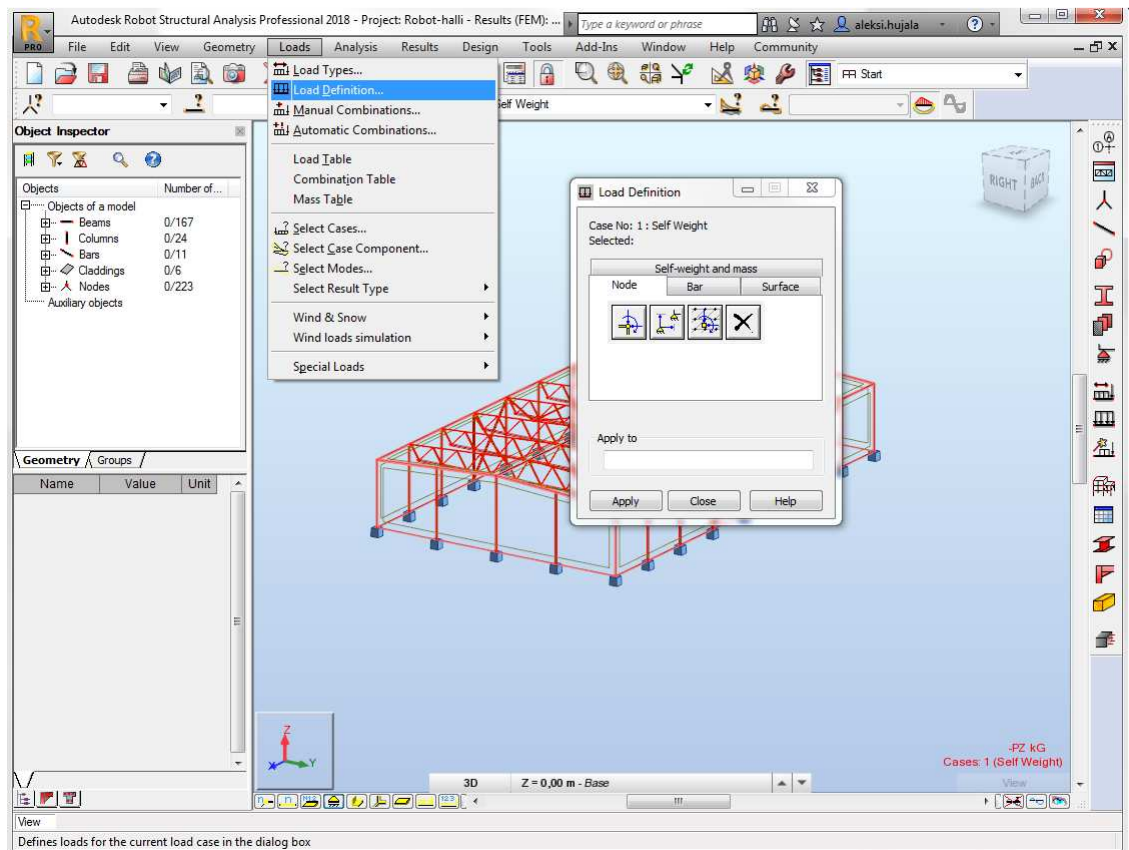 Autodesk Robot Structural Analysis Professional 2018 - Project: Robot-halli - Results (FEM): ...
Type a keyword or phrase
aleksi.hujala
PRO File Edit View Geometry Loads Analysis Results Design Tools Add-Ins Window Help Community
Start
Self Weight
Load Types...
Load Definition...
Manual Combinations...
Automatic Combinations...
Load Table
Combination Table
Mass Table
Select Cases...
Select Case Component...
Select Modes...
Select Result Type
Wind & Snow
Wind loads simulation
Special Loads
Object Inspector
Objects Number of...
Objects of a model
Beams 0/167
Columns 0/24
Bars 0/11
Claddings 0/6
Nodes 0/223
Auxiliary objects
Geometry Groups
Name Value Unit
RIGHT BACK
Load Definition
Case No: 1 : Self Weight
Selected:
Self-weight and mass
Node Bar Surface
Apply to
Apply Close Help
Z
X Y
-PZ kG
Cases: 1 (Self Weight)
3D Z = 0,00 m - Base
View
View
Defines loads for the current load case in the dialog box